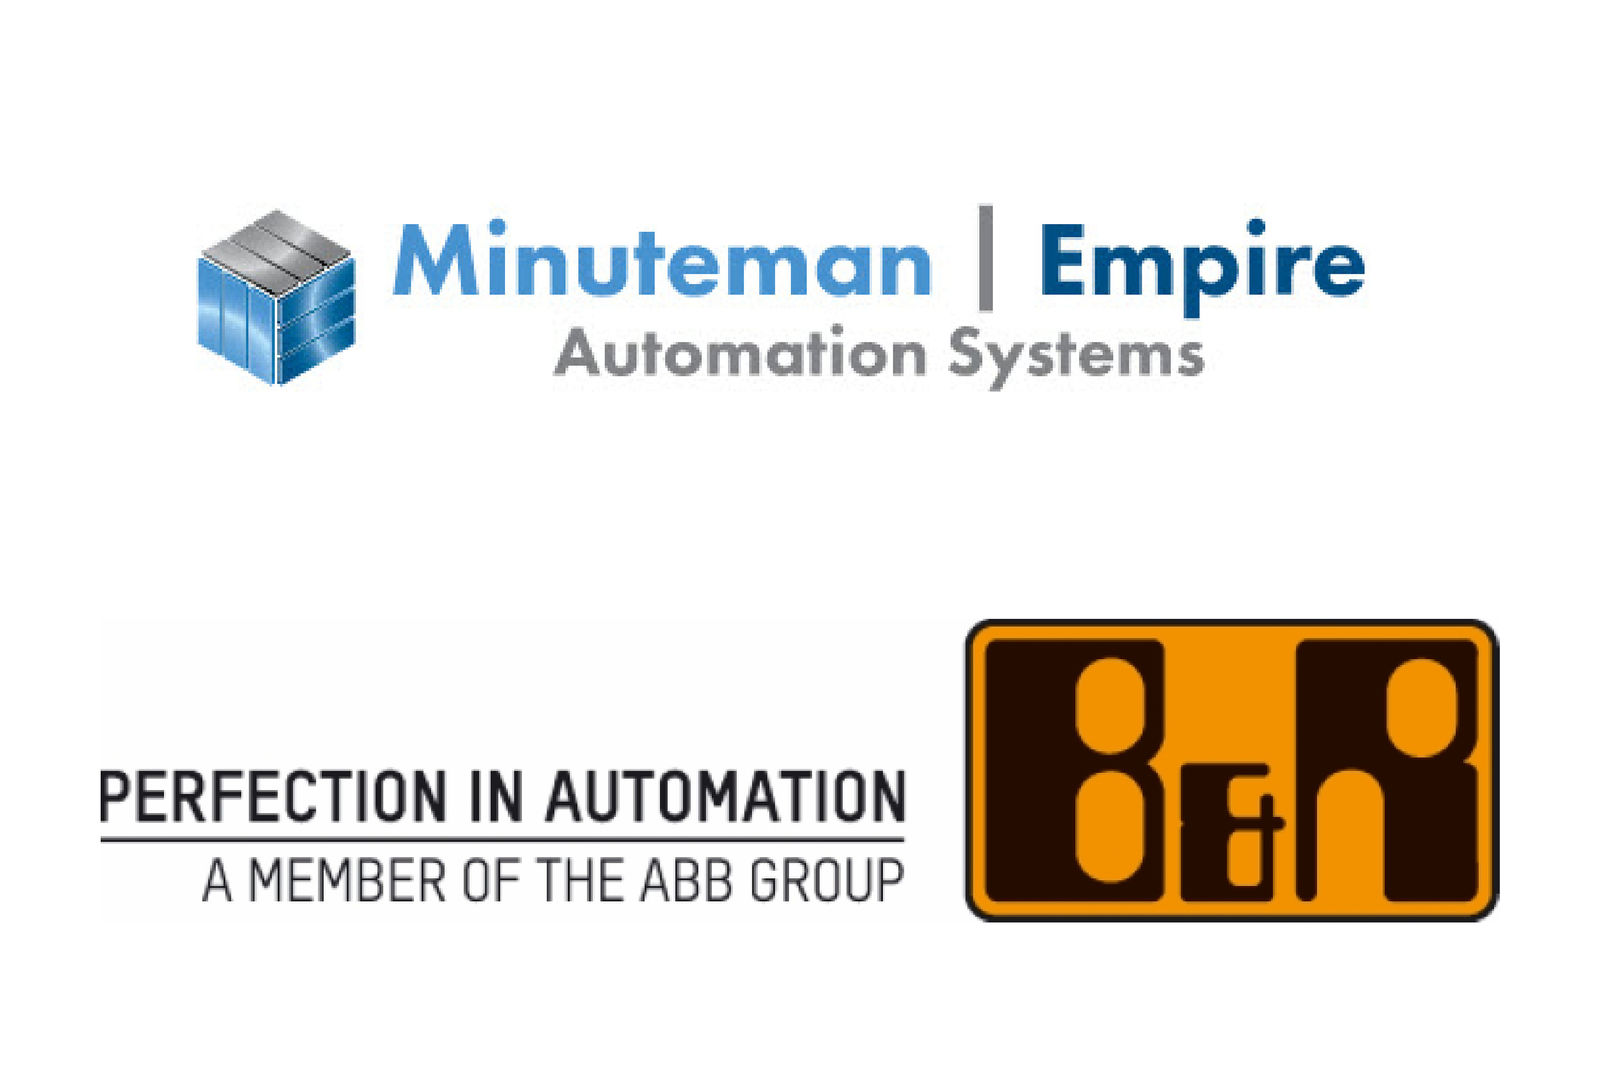 Minuteman | Empire
Automation Systems
PERFECTION IN AUTOMATION
A MEMBER OF THE ABB GROUP
B&R